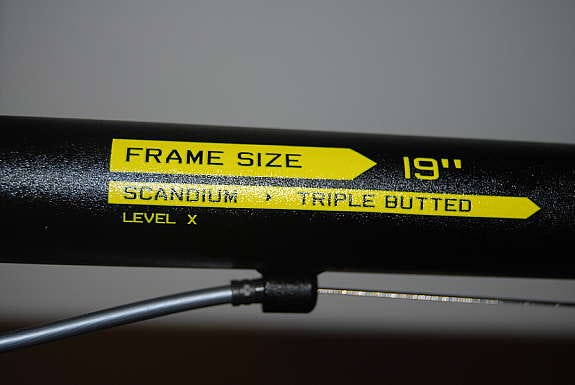 FRAME SIZE 19"
SCANDIUM › TRIPLE BUTTED
LEVEL X